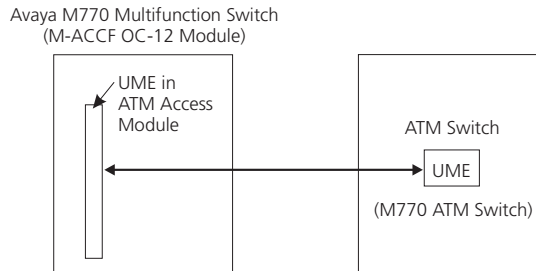 Avaya M770 Multifunction Switch
(M-ACCF OC-12 Module)
UME in
ATM Access
Module
ATM Switch
UME
(M770 ATM Switch)